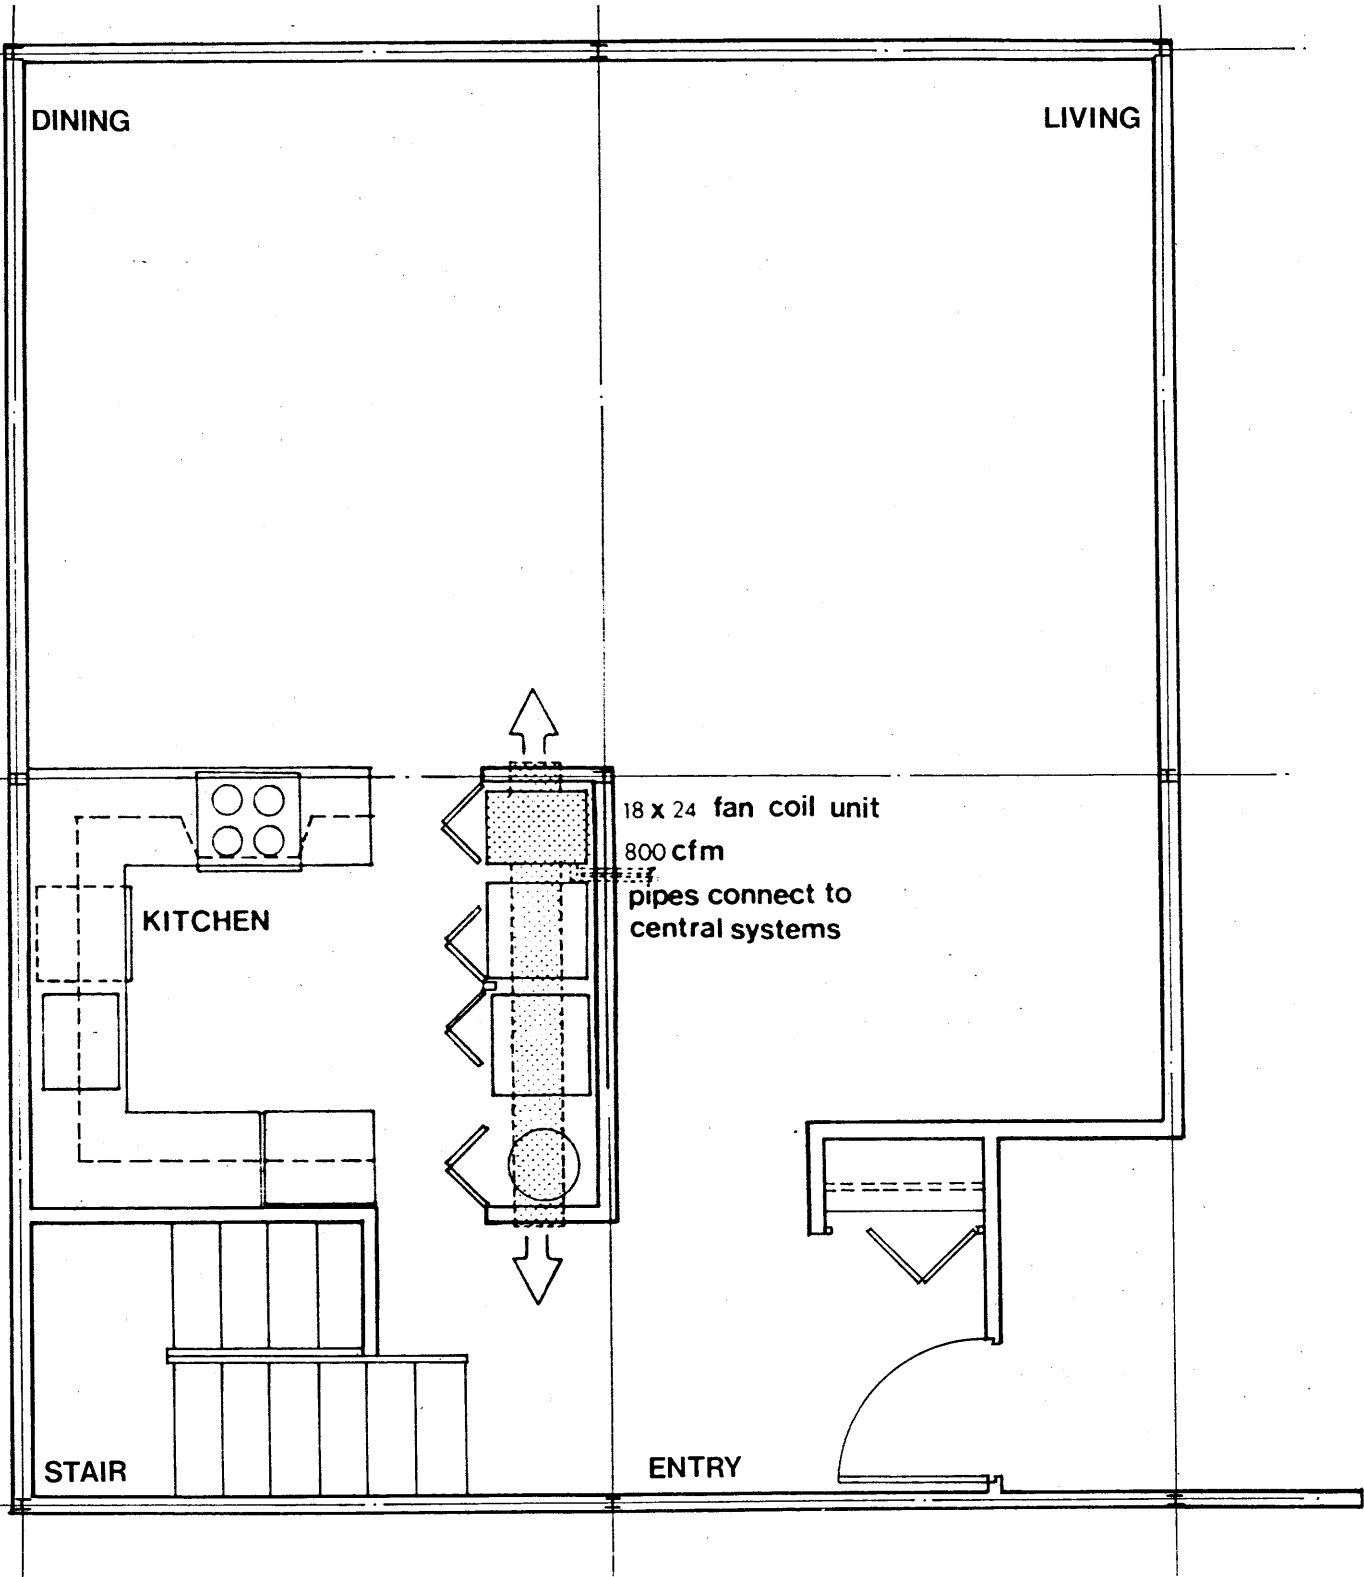 DINING
LIVING
18 x 24 fan coil unit
800 cfm
pipes connect to
central systems
KITCHEN
STAIR
ENTRY